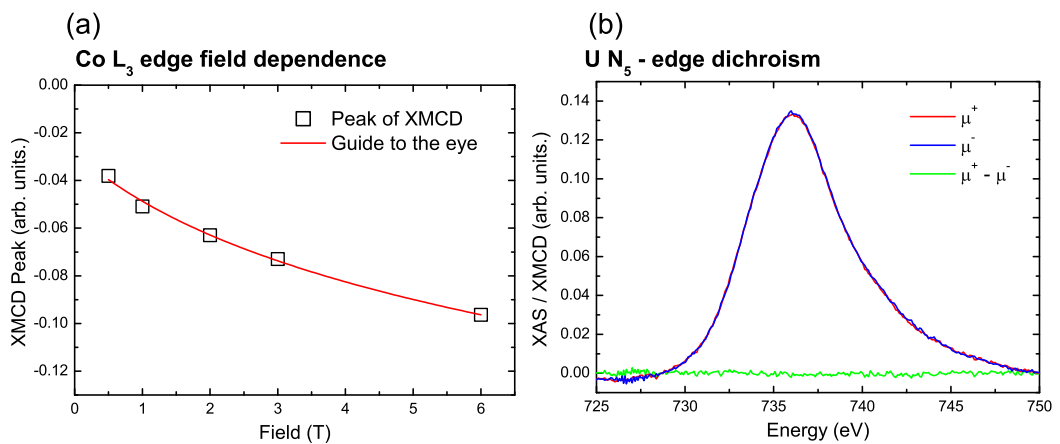 (a)
Co L₃ edge field dependence
0.00
-0.02
-0.04
-0.06
-0.08
-0.10
-0.12
XMCD Peak (arb. units.)
Peak of XMCD
Guide to the eye
0 1 2 3 4 5 6
Field (T)
(b)
U N₅ - edge dichroism
0.14
0.12
0.10
0.08
0.06
0.04
0.02
0.00
XAS / XMCD (arb. units.)
μ⁺
μ⁻
μ⁺ - μ⁻
725 730 735 740 745 750
Energy (eV)